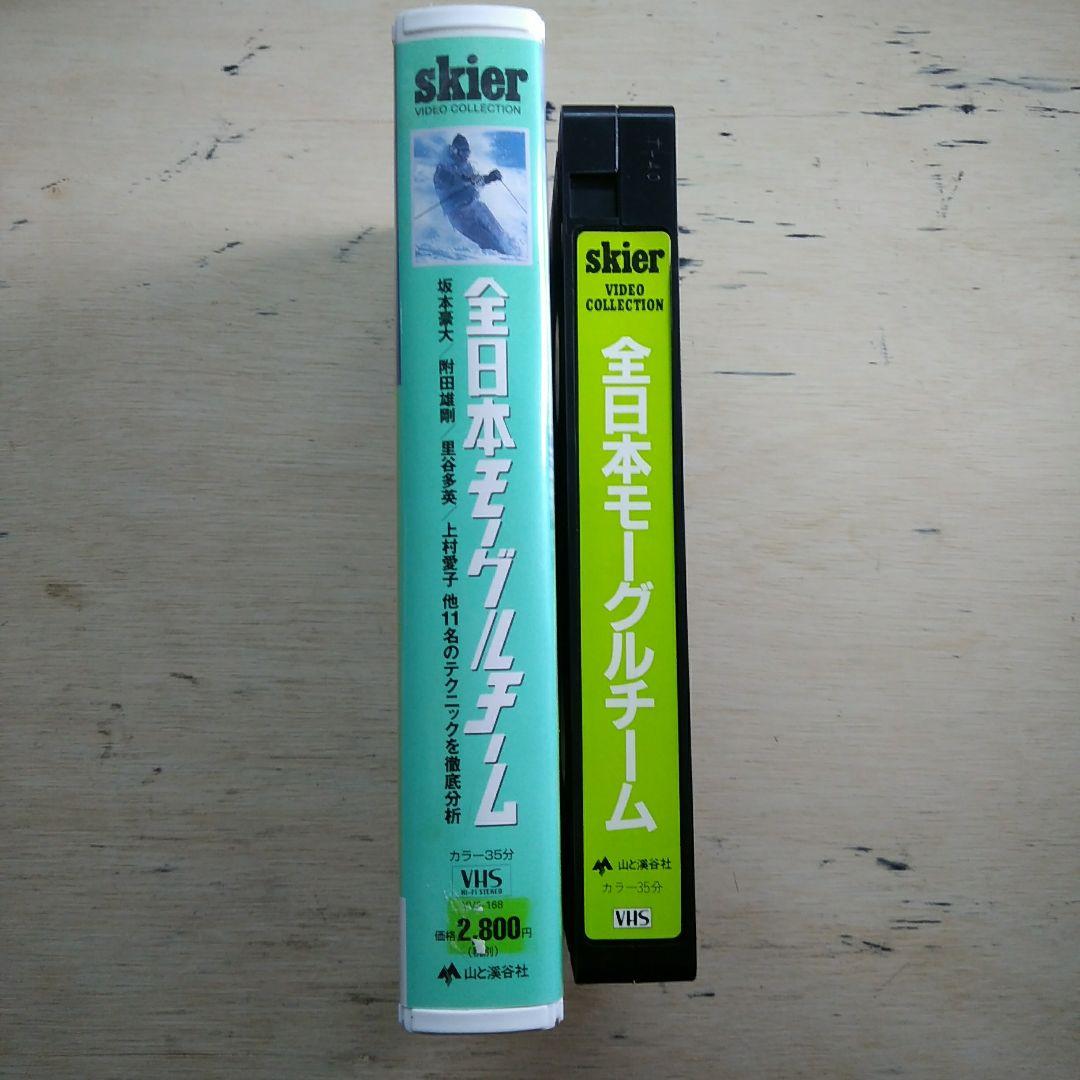 skier
VIDEO COLLECTION
全日本モーグルチーム
坂本豪大/附田雄剛/里谷多英/上村愛子 他11名のテクニックを徹底分析
カラー35分
VHS
HI-FI STEREO
168
価格2,800円
(税別)
山と溪谷社
skier
VIDEO
COLLECTION
全日本モーグルチーム
山と溪谷社
カラー35分
VHS